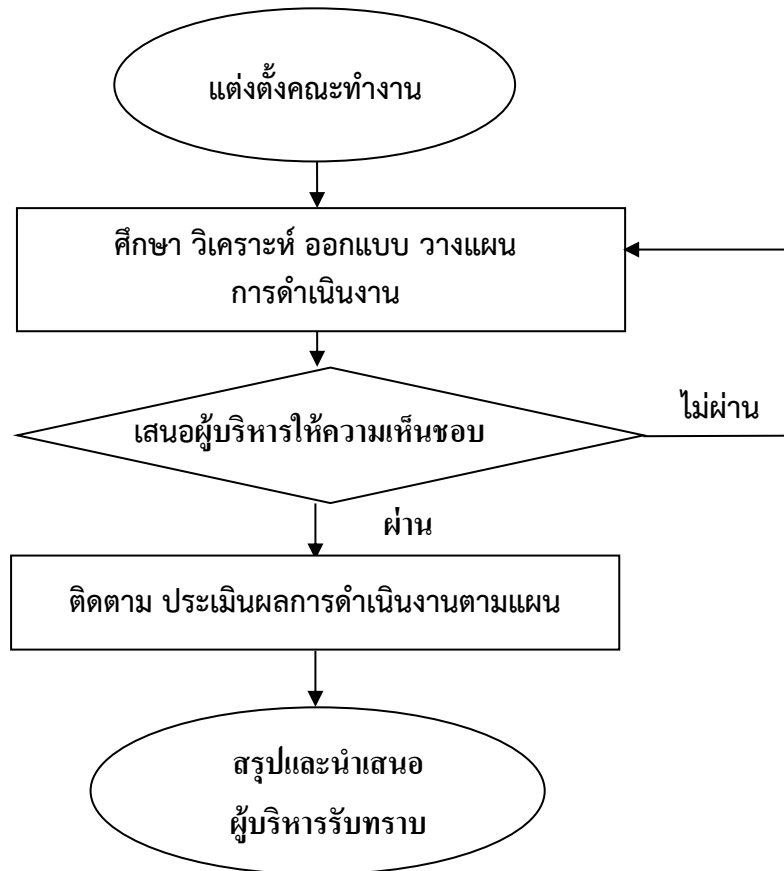 แต่งตั้งคณะทำงาน
ศึกษา วิเคราะห์ ออกแบบ วางแผน
การดำเนินงาน
เสนอผู้บริหารให้ความเห็นชอบ
ไม่ผ่าน
ผ่าน
ติดตาม ประเมินผลการดำเนินงานตามแผน
สรุปและนำเสนอ
ผู้บริหารรับทราบ